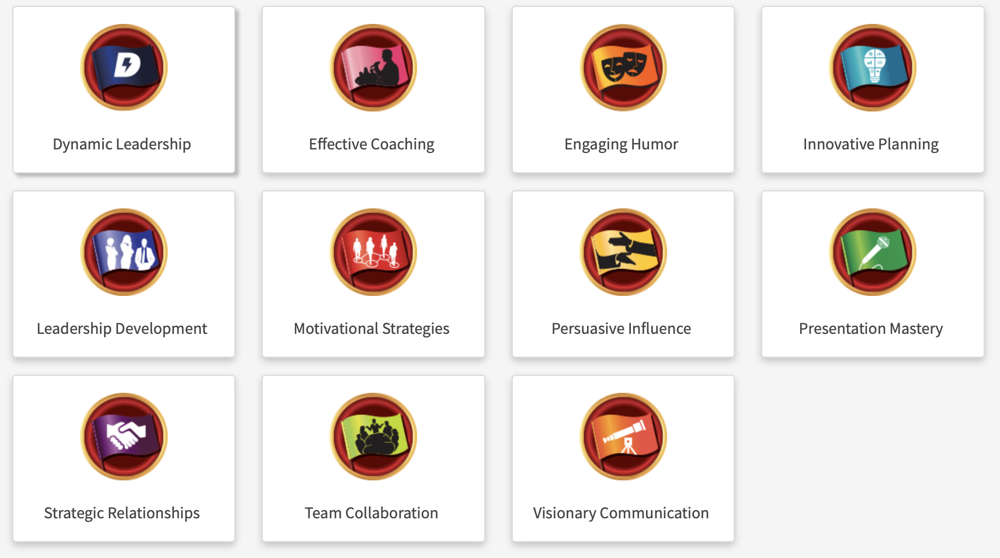 D
Dynamic Leadership
Effective Coaching
Engaging Humor
Innovative Planning
Leadership Development
Motivational Strategies
Persuasive Influence
Presentation Mastery
Strategic Relationships
Team Collaboration
Visionary Communication